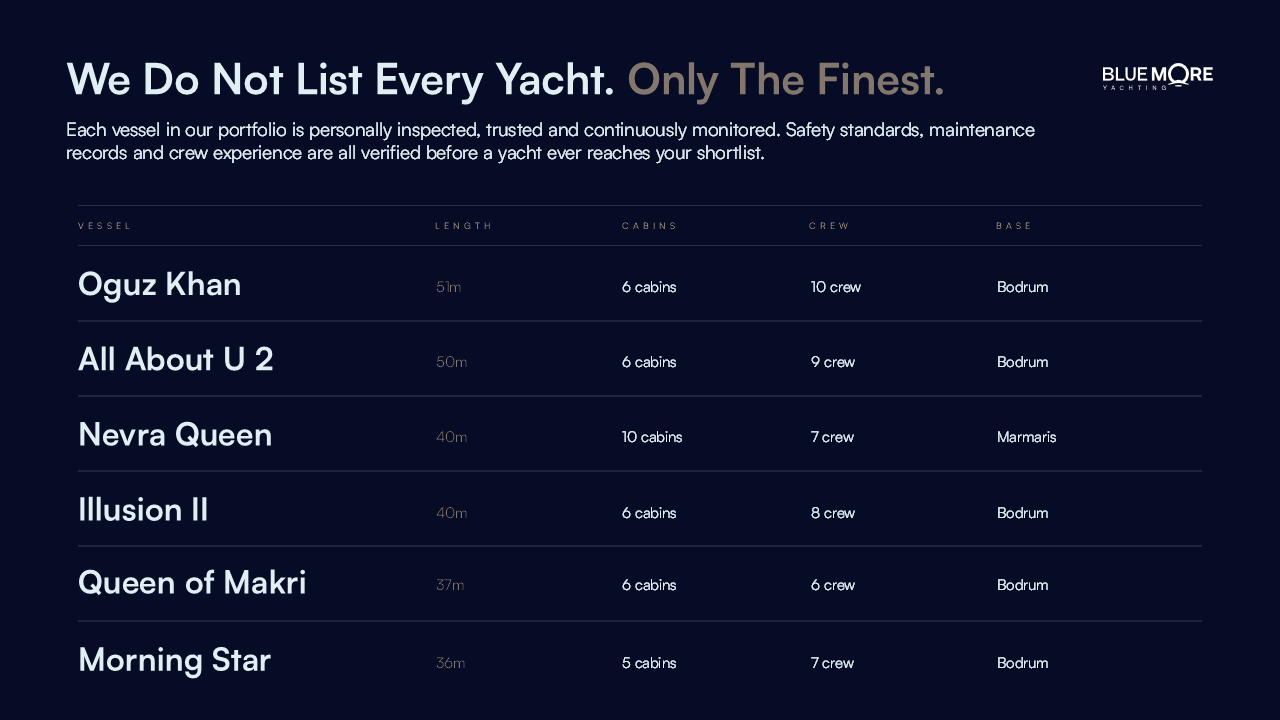 We Do Not List Every Yacht. Only The Finest.
BLUE MORE
YACHTING
Each vessel in our portfolio is personally inspected, trusted and continuously monitored. Safety standards, maintenance
records and crew experience are all verified before a yacht ever reaches your shortlist.
VESSEL LENGTH CABINS CREW BASE
Oguz Khan 51m 6 cabins 10 crew Bodrum
All About U 2 50m 6 cabins 9 crew Bodrum
Nevra Queen 40m 10 cabins 7 crew Marmaris
Illusion II 40m 6 cabins 8 crew Bodrum
Queen of Makri 37m 6 cabins 6 crew Bodrum
Morning Star 36m 5 cabins 7 crew Bodrum